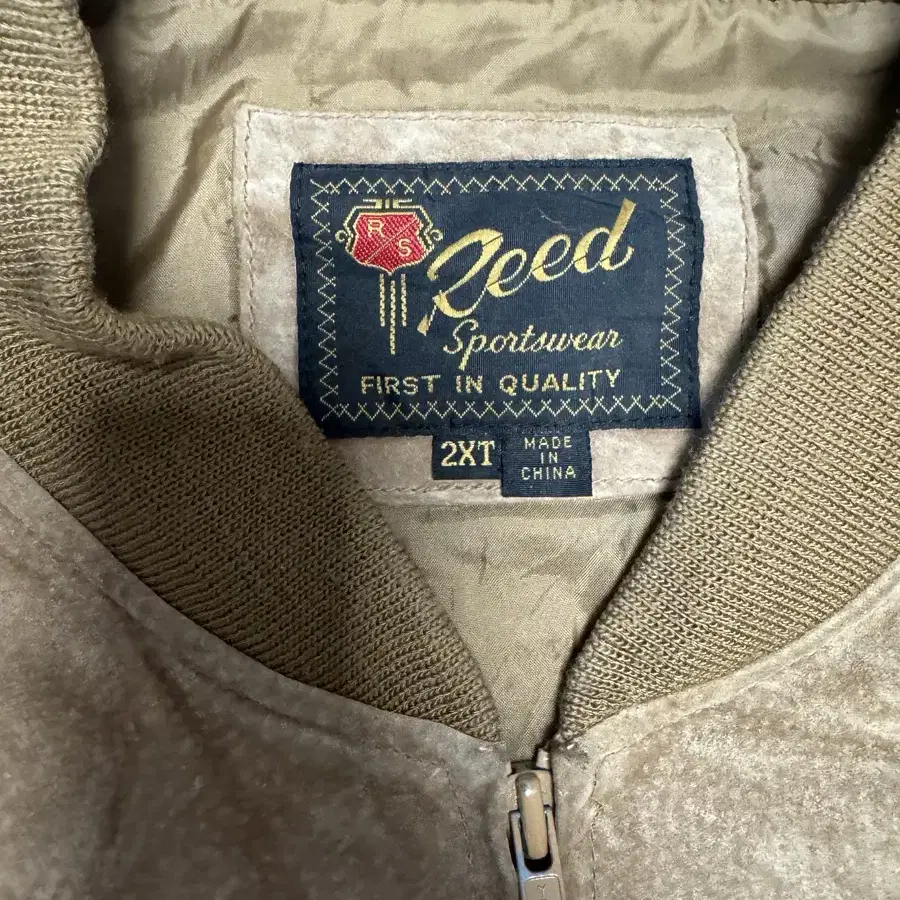 R S
Reed
Sportswear
FIRST IN QUALITY
2XT
MADE
IN
CHINA
Y